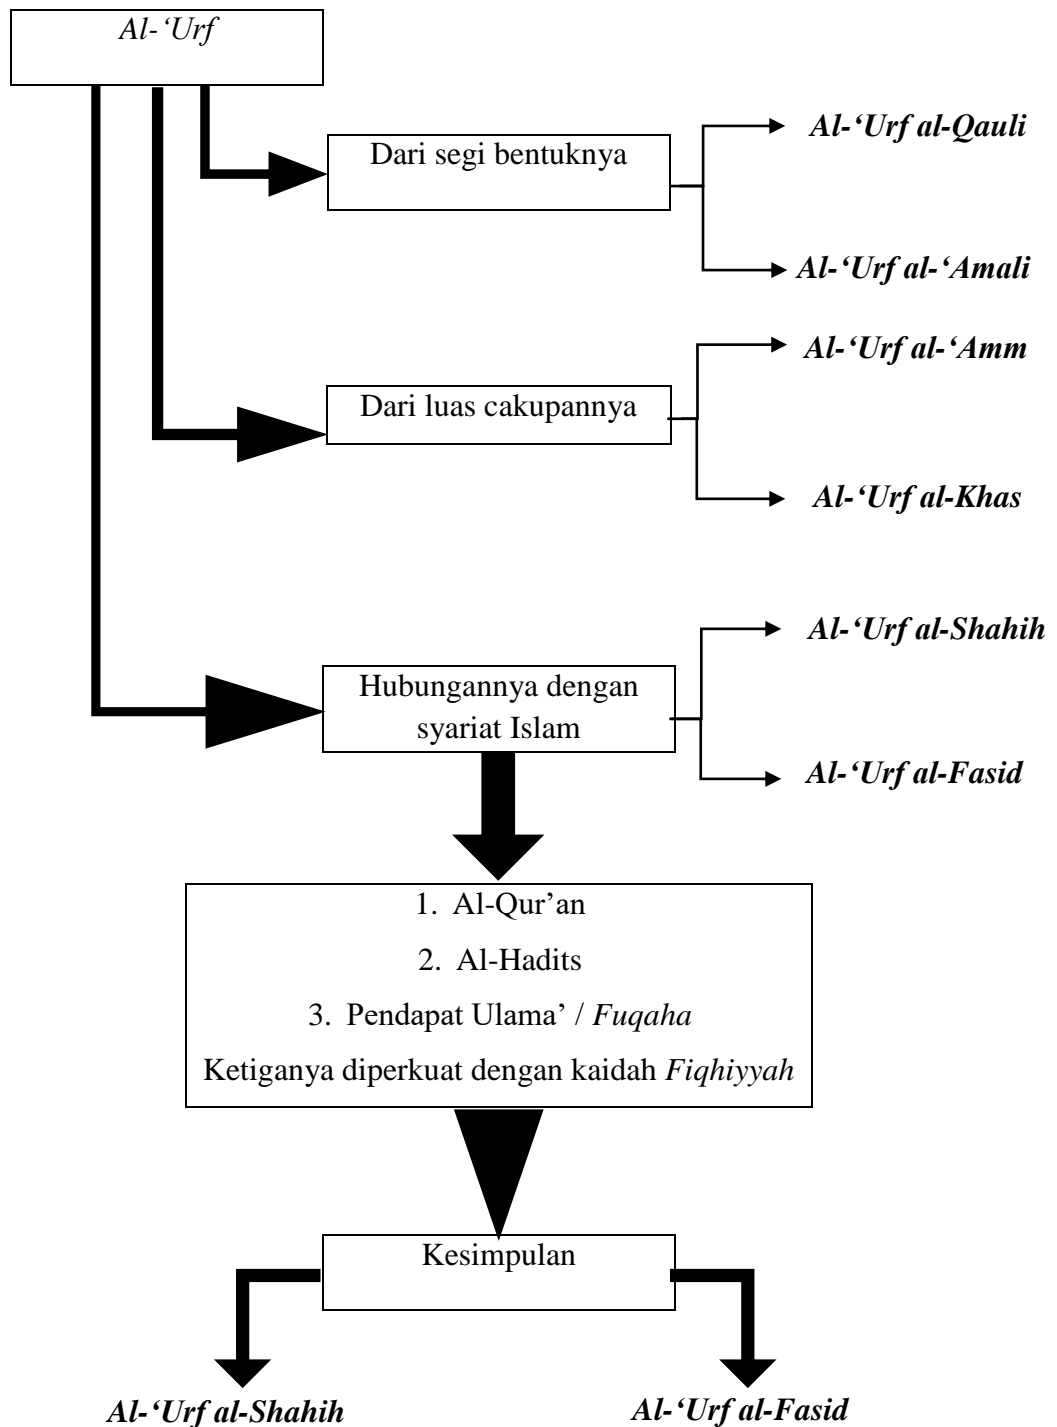 Al-‘Urf
Al-‘Urf al-Qauli
Dari segi bentuknya
Al-‘Urf al-‘Amali
Al-‘Urf al-‘Amm
Dari luas cakupannya
Al-‘Urf al-Khas
Al-‘Urf al-Shahih
Hubungannya dengan
syariat Islam
Al-‘Urf al-Fasid
1. Al-Qur’an
2. Al-Hadits
3. Pendapat Ulama’ / Fuqaha
Ketiganya diperkuat dengan kaidah Fiqhiyyah
Kesimpulan
Al-‘Urf al-Shahih
Al-‘Urf al-Fasid